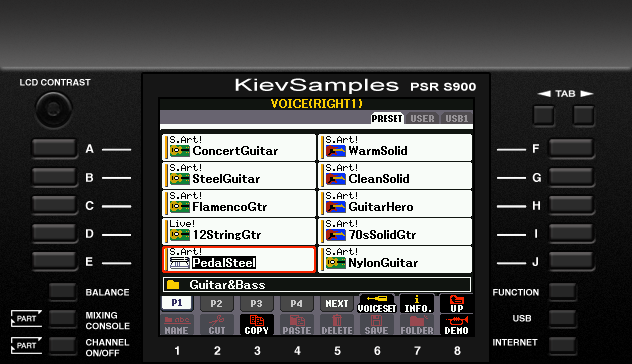 LCD CONTRAST
KievSamples PSR S900
TAB
VOICE(RIGHT1)
PRESET USER USB1
A
S.Art!
ConcertGuitar
S.Art!
WarmSolid
F
B
S.Art!
SteelGuitar
S.Art!
CleanSolid
G
C
S.Art!
FlamencoGtr
S.Art!
GuitarHero
H
D
Live!
12StringGtr
S.Art!
70sSolidGtr
I
E
S.Art!
PedalSteel
S.Art!
NylonGuitar
J
Guitar&Bass
BALANCE
FUNCTION
P1 P2 P3 P4 NEXT VOICESET INFO. UP
PART
MIXING
CONSOLE
USB
NAME CUT COPY PASTE DELETE SAVE FOLDER DEMO
PART
CHANNEL
ON/OFF
INTERNET
1 2 3 4 5 6 7 8